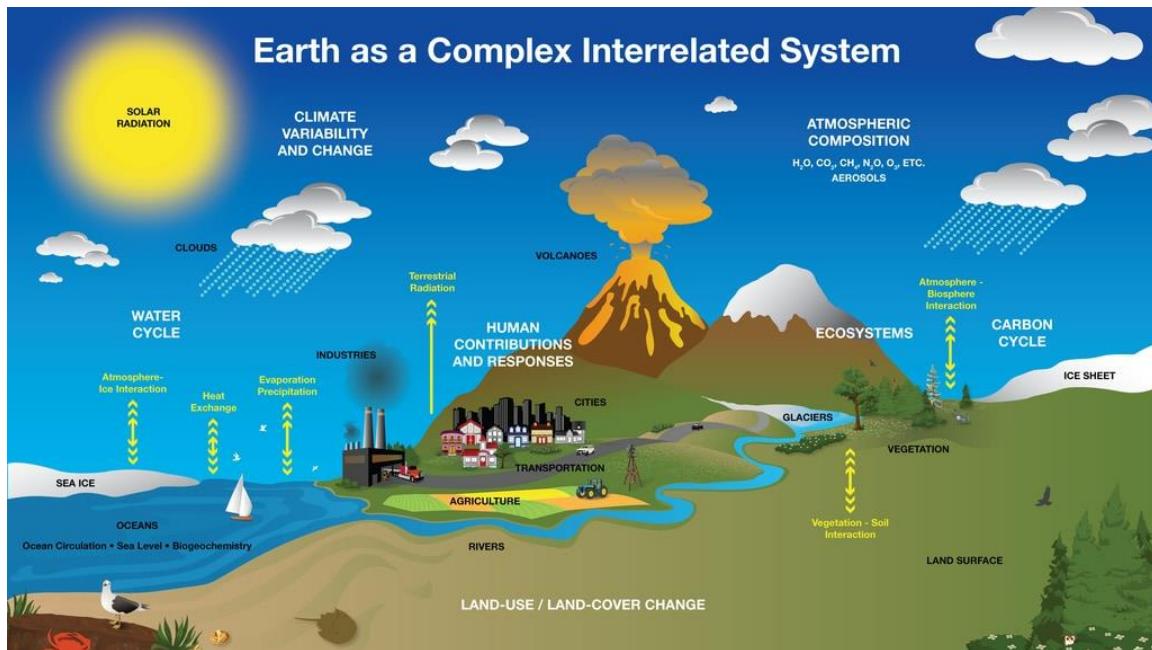 Earth as a Complex Interrelated System
SOLAR
RADIATION
CLIMATE
VARIABILITY
AND CHANGE
ATMOSPHERIC
COMPOSITION
H₂O, CO₂, CH₄, N₂O, O₃, ETC.
AEROSOLS
CLOUDS
VOLCANOES
Terrestrial
Radiation
Atmosphere -
Biosphere
Interaction
WATER
CYCLE
HUMAN
CONTRIBUTIONS
AND RESPONSES
ECOSYSTEMS
CARBON
CYCLE
INDUSTRIES
Atmosphere-
Ice Interaction
Heat
Exchange
Evaporation
Precipitation
ICE SHEET
CITIES
GLACIERS
VEGETATION
TRANSPORTATION
SEA ICE
AGRICULTURE
OCEANS
Ocean Circulation • Sea Level • Biogeochemistry
RIVERS
Vegetation - Soil
Interaction
LAND SURFACE
LAND-USE / LAND-COVER CHANGE